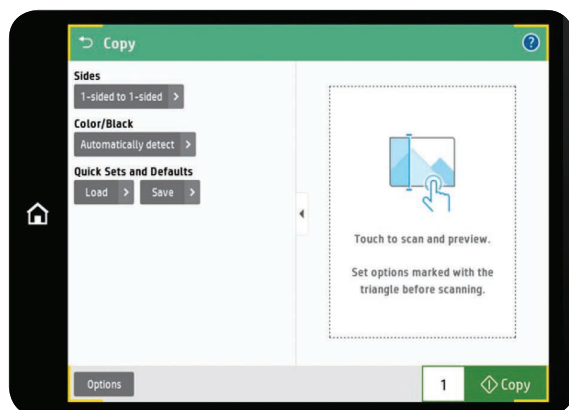 Copy
?
Sides
1-sided to 1-sided >
Color/Black
Automatically detect >
Quick Sets and Defaults
Load > Save >
Touch to scan and preview.
Set options marked with the
triangle before scanning.
Options
1
Copy